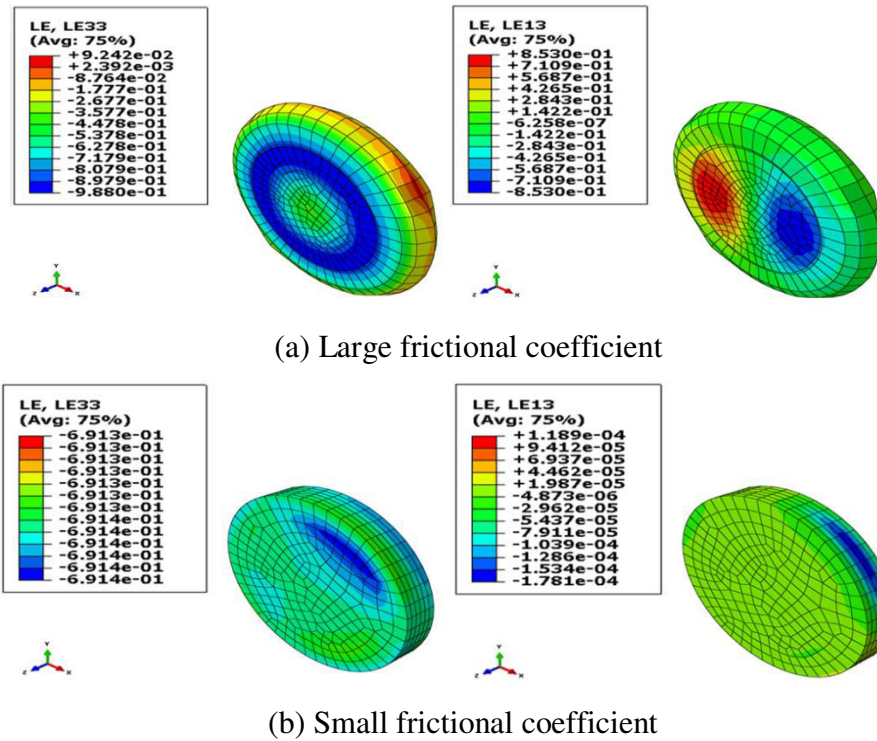 LE, LE33
(Avg: 75%)
+9.242e-02
+2.392e-03
-8.764e-02
-1.777e-01
-2.677e-01
-3.577e-01
-4.478e-01
-5.378e-01
-6.278e-01
-7.179e-01
-8.079e-01
-8.979e-01
-9.880e-01
Y
Z
X
LE, LE13
(Avg: 75%)
+8.530e-01
+7.109e-01
+5.687e-01
+4.265e-01
+2.843e-01
+1.422e-01
-6.258e-07
-1.422e-01
-2.843e-01
-4.265e-01
-5.687e-01
-7.109e-01
-8.530e-01
Y
Z
X
(a) Large frictional coefficient
LE, LE33
(Avg: 75%)
-6.913e-01
-6.913e-01
-6.913e-01
-6.913e-01
-6.913e-01
-6.913e-01
-6.913e-01
-6.914e-01
-6.914e-01
-6.914e-01
-6.914e-01
-6.914e-01
-6.914e-01
Y
Z
X
LE, LE13
(Avg: 75%)
+1.189e-04
+9.412e-05
+6.937e-05
+4.462e-05
+1.987e-05
-4.873e-06
-2.962e-05
-5.437e-05
-7.911e-05
-1.039e-04
-1.286e-04
-1.534e-04
-1.781e-04
Y
Z
X
(b) Small frictional coefficient